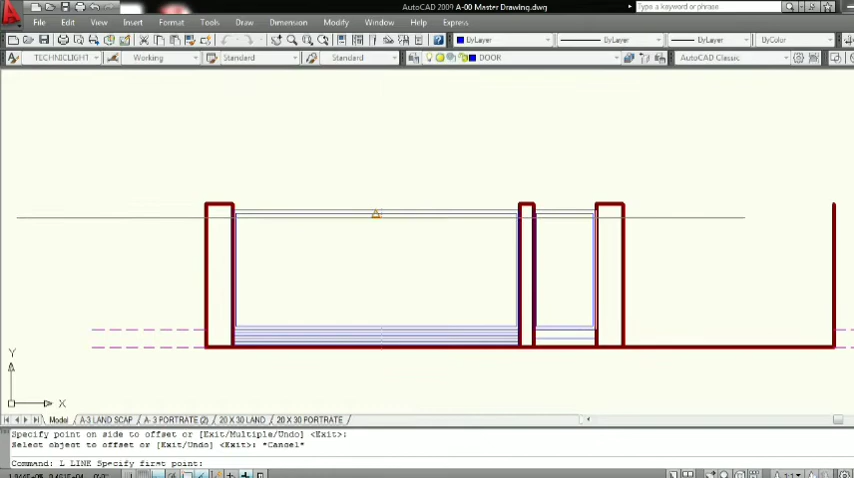 AutoCAD 2009 A-00 Master Drawing.dwg
Type a keyword or phrase
File Edit View Insert Format Tools Draw Dimension Modify Window Help Express
ByLayer ByLayer ByLayer ByColor
TECHNICLIGHT Working Standard Standard DOOR AutoCAD Classic
Y
X
Model A-3 LAND SCAP A- 3 PORTRATE (2) 20 X 30 LAND 20 X 30 PORTRATE
Specify point on side to offset or [Exit/Multiple/Undo] <Exit>:
Select object to offset or [Exit/Undo] <Exit>: *Cancel*
Command: L LINE Specify first point: